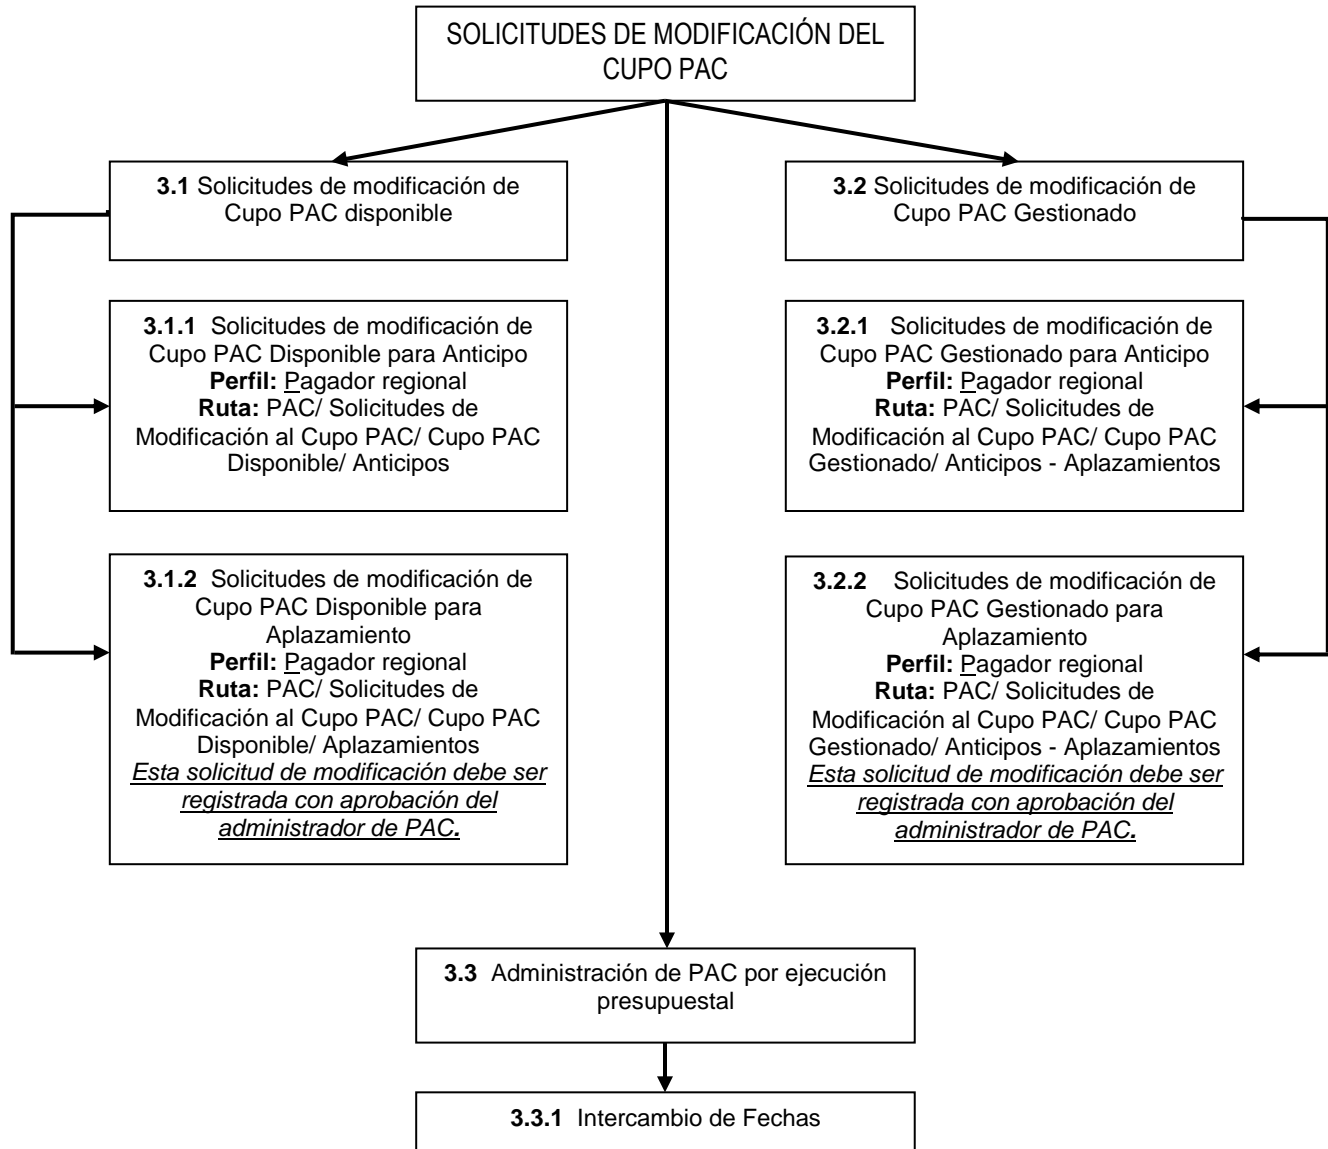 SOLICITUDES DE MODIFICACIÓN DEL
CUPO PAC
3.1 Solicitudes de modificación de
Cupo PAC disponible
3.2 Solicitudes de modificación de
Cupo PAC Gestionado
3.1.1 Solicitudes de modificación de
Cupo PAC Disponible para Anticipo
Perfil: Pagador regional
Ruta: PAC/ Solicitudes de
Modificación al Cupo PAC/ Cupo PAC
Disponible/ Anticipos
3.2.1 Solicitudes de modificación de
Cupo PAC Gestionado para Anticipo
Perfil: Pagador regional
Ruta: PAC/ Solicitudes de
Modificación al Cupo PAC/ Cupo PAC
Gestionado/ Anticipos - Aplazamientos
3.1.2 Solicitudes de modificación de
Cupo PAC Disponible para
Aplazamiento
Perfil: Pagador regional
Ruta: PAC/ Solicitudes de
Modificación al Cupo PAC/ Cupo PAC
Disponible/ Aplazamientos
Esta solicitud de modificación debe ser
registrada con aprobación del
administrador de PAC.
3.2.2 Solicitudes de modificación de
Cupo PAC Gestionado para
Aplazamiento
Perfil: Pagador regional
Ruta: PAC/ Solicitudes de
Modificación al Cupo PAC/ Cupo PAC
Gestionado/ Anticipos - Aplazamientos
Esta solicitud de modificación debe ser
registrada con aprobación del
administrador de PAC.
3.3 Administración de PAC por ejecución
presupuestal
3.3.1 Intercambio de Fechas